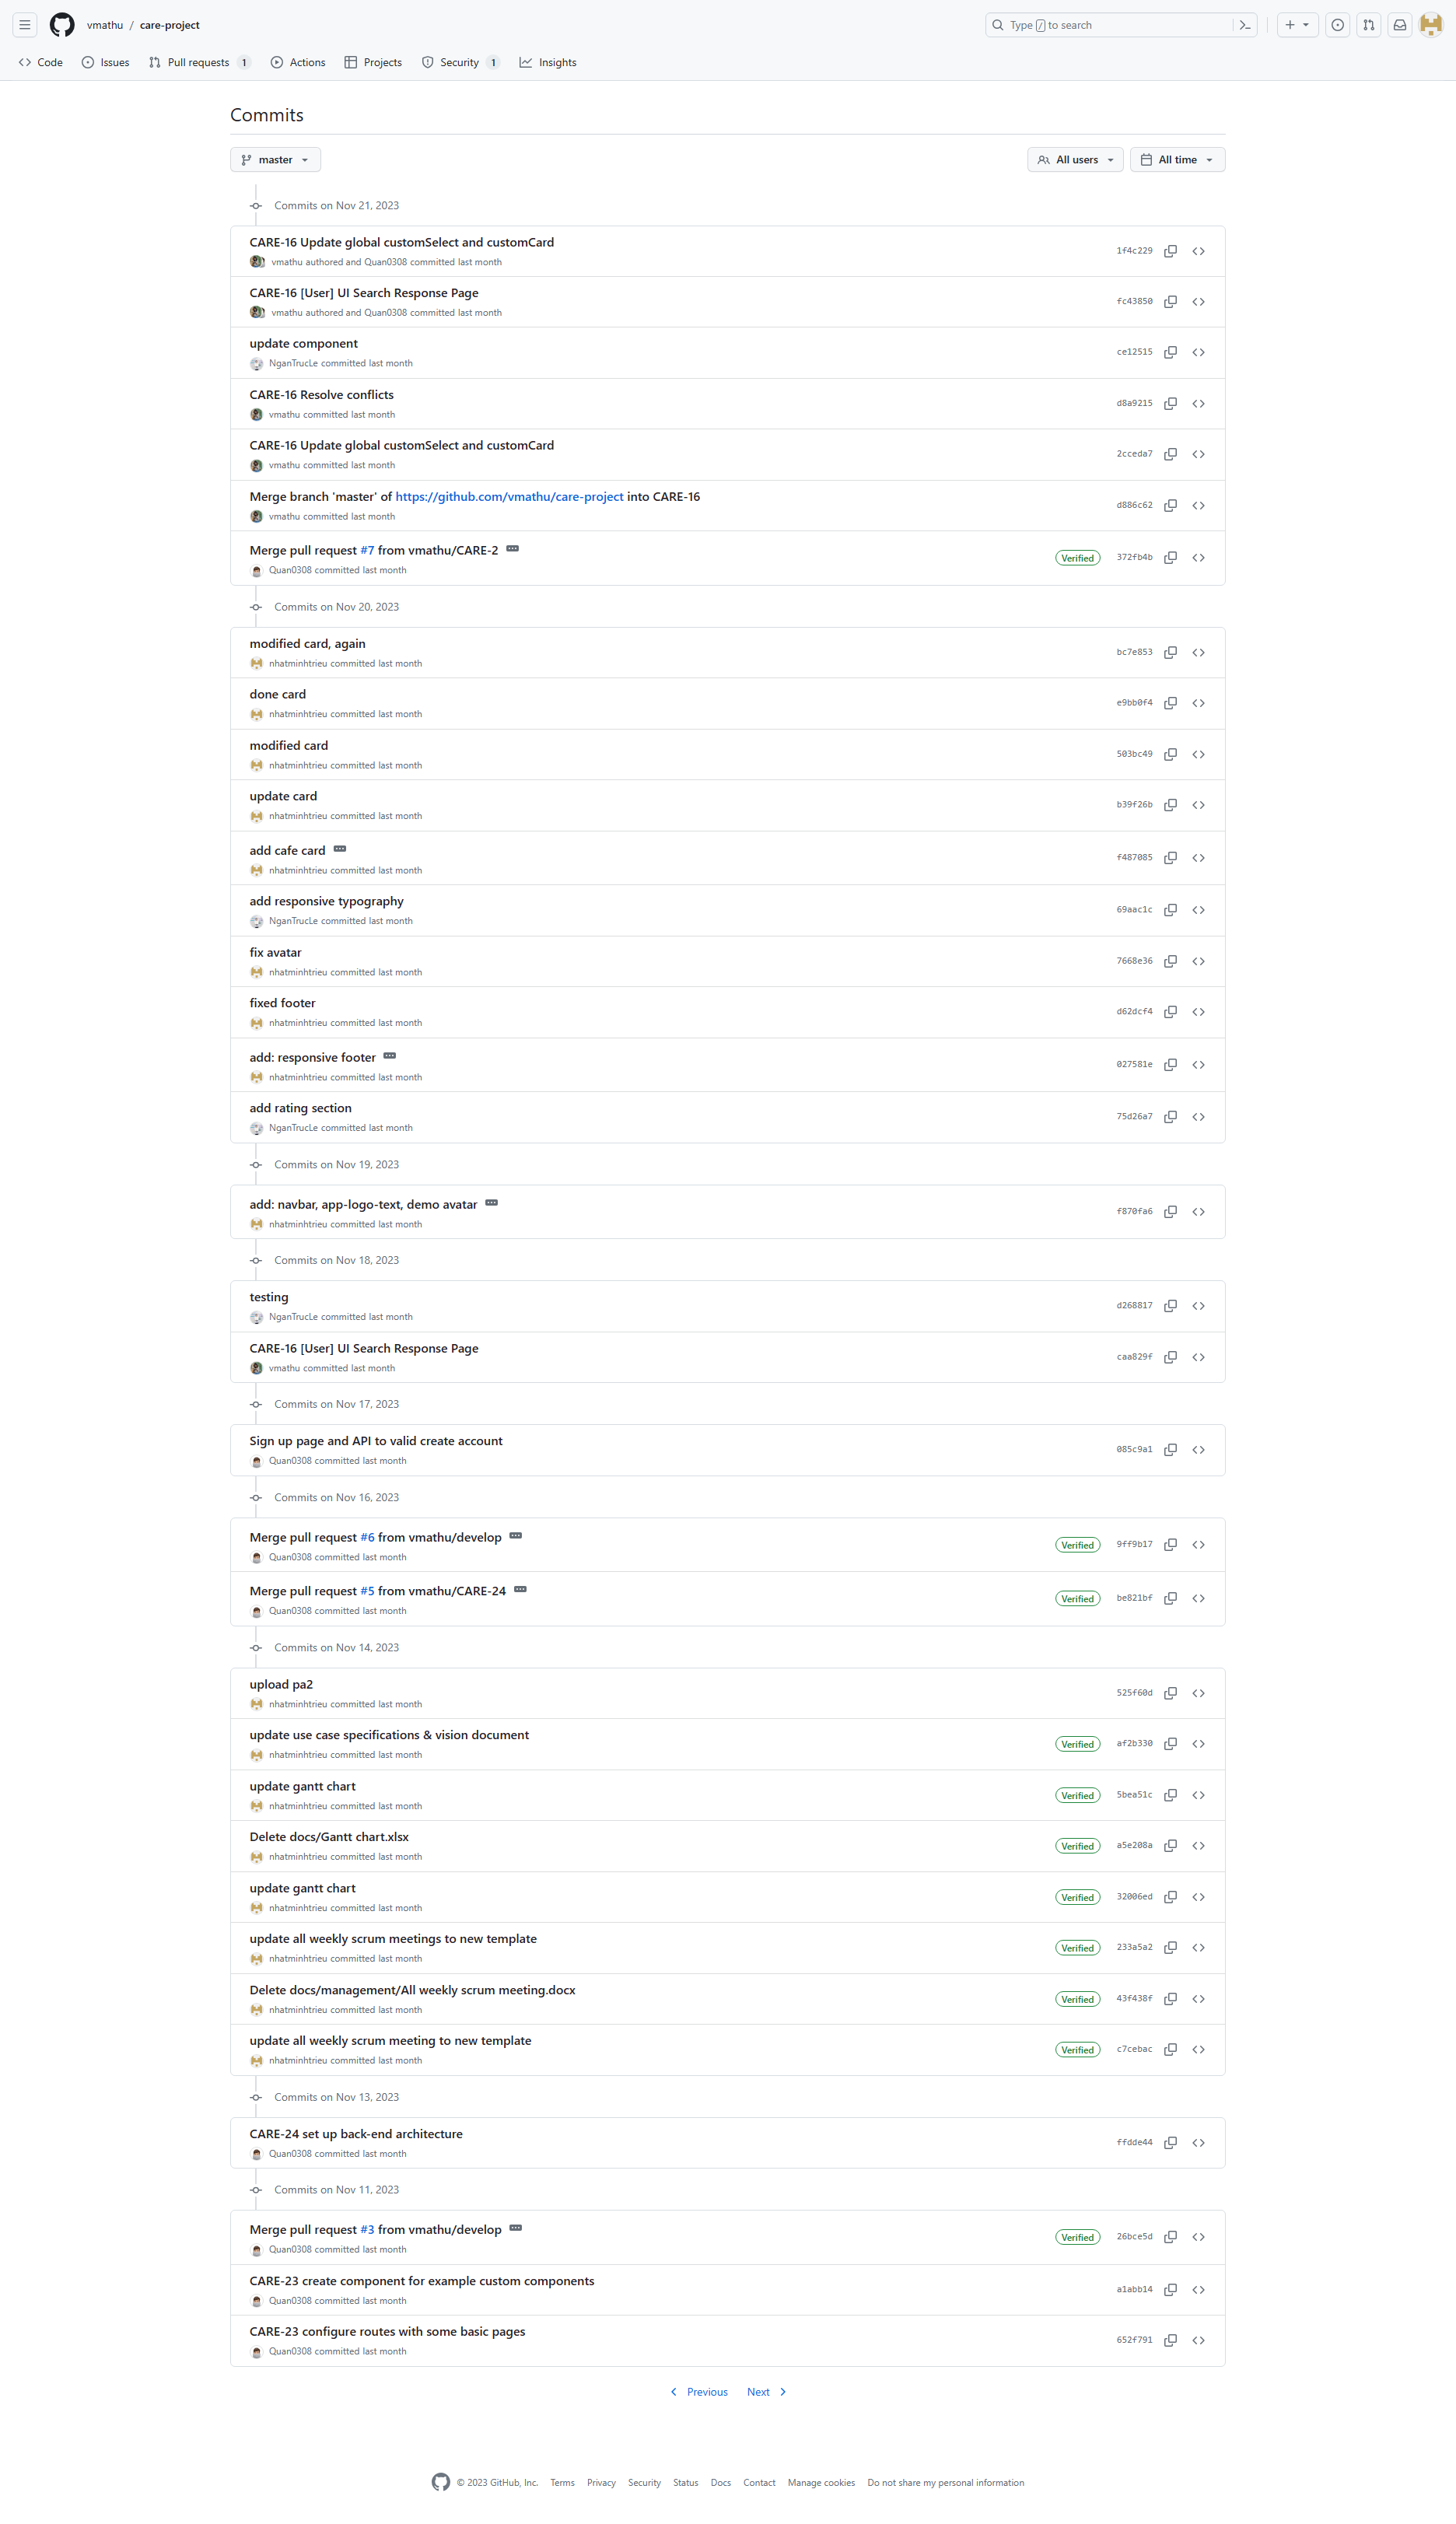 vmathu / care-project
Type / to search
Code Issues Pull requests 1 Actions Projects Security 1 Insights
Commits
master All users All time
Commits on Nov 21, 2023
CARE-16 Update global customSelect and customCard
vmathu authored and Quan0308 committed last month
1f4c229
CARE-16 [User] UI Search Response Page
vmathu authored and Quan0308 committed last month
fc43850
update component
NganTrucLe committed last month
ce12515
CARE-16 Resolve conflicts
vmathu committed last month
d8a9215
CARE-16 Update global customSelect and customCard
vmathu committed last month
2cceda7
Merge branch 'master' of https://github.com/vmathu/care-project into CARE-16
vmathu committed last month
d886c62
Merge pull request #7 from vmathu/CARE-2
Quan0308 committed last month
Verified 372fb4b
Commits on Nov 20, 2023
modified card, again
nhatminhtrieu committed last month
bc7e853
done card
nhatminhtrieu committed last month
e9bb0f4
modified card
nhatminhtrieu committed last month
503bc49
update card
nhatminhtrieu committed last month
b39f26b
add cafe card
nhatminhtrieu committed last month
f487085
add responsive typography
NganTrucLe committed last month
69aac1c
fix avatar
nhatminhtrieu committed last month
7668e36
fixed footer
nhatminhtrieu committed last month
d62dcf4
add: responsive footer
nhatminhtrieu committed last month
027581e
add rating section
NganTrucLe committed last month
75d26a7
Commits on Nov 19, 2023
add: navbar, app-logo-text, demo avatar
nhatminhtrieu committed last month
f870fa6
Commits on Nov 18, 2023
testing
NganTrucLe committed last month
d268817
CARE-16 [User] UI Search Response Page
vmathu committed last month
caa829f
Commits on Nov 17, 2023
Sign up page and API to valid create account
Quan0308 committed last month
085c9a1
Commits on Nov 16, 2023
Merge pull request #6 from vmathu/develop
Quan0308 committed last month
Verified 9ff9b17
Merge pull request #5 from vmathu/CARE-24
Quan0308 committed last month
Verified be821bf
Commits on Nov 14, 2023
upload pa2
nhatminhtrieu committed last month
525f60d
update use case specifications & vision document
nhatminhtrieu committed last month
Verified af2b330
update gantt chart
nhatminhtrieu committed last month
Verified 5bea51c
Delete docs/Gantt chart.xlsx
nhatminhtrieu committed last month
Verified a5e208a
update gantt chart
nhatminhtrieu committed last month
Verified 32006ed
update all weekly scrum meetings to new template
nhatminhtrieu committed last month
Verified 233a5a2
Delete docs/management/All weekly scrum meeting.docx
nhatminhtrieu committed last month
Verified 43f438f
update all weekly scrum meeting to new template
nhatminhtrieu committed last month
Verified c7cebac
Commits on Nov 13, 2023
CARE-24 set up back-end architecture
Quan0308 committed last month
ffdde44
Commits on Nov 11, 2023
Merge pull request #3 from vmathu/develop
Quan0308 committed last month
Verified 26bce5d
CARE-23 create component for example custom components
Quan0308 committed last month
a1abb14
CARE-23 configure routes with some basic pages
Quan0308 committed last month
652f791
Previous Next
© 2023 GitHub, Inc. Terms Privacy Security Status Docs Contact Manage cookies Do not share my personal information